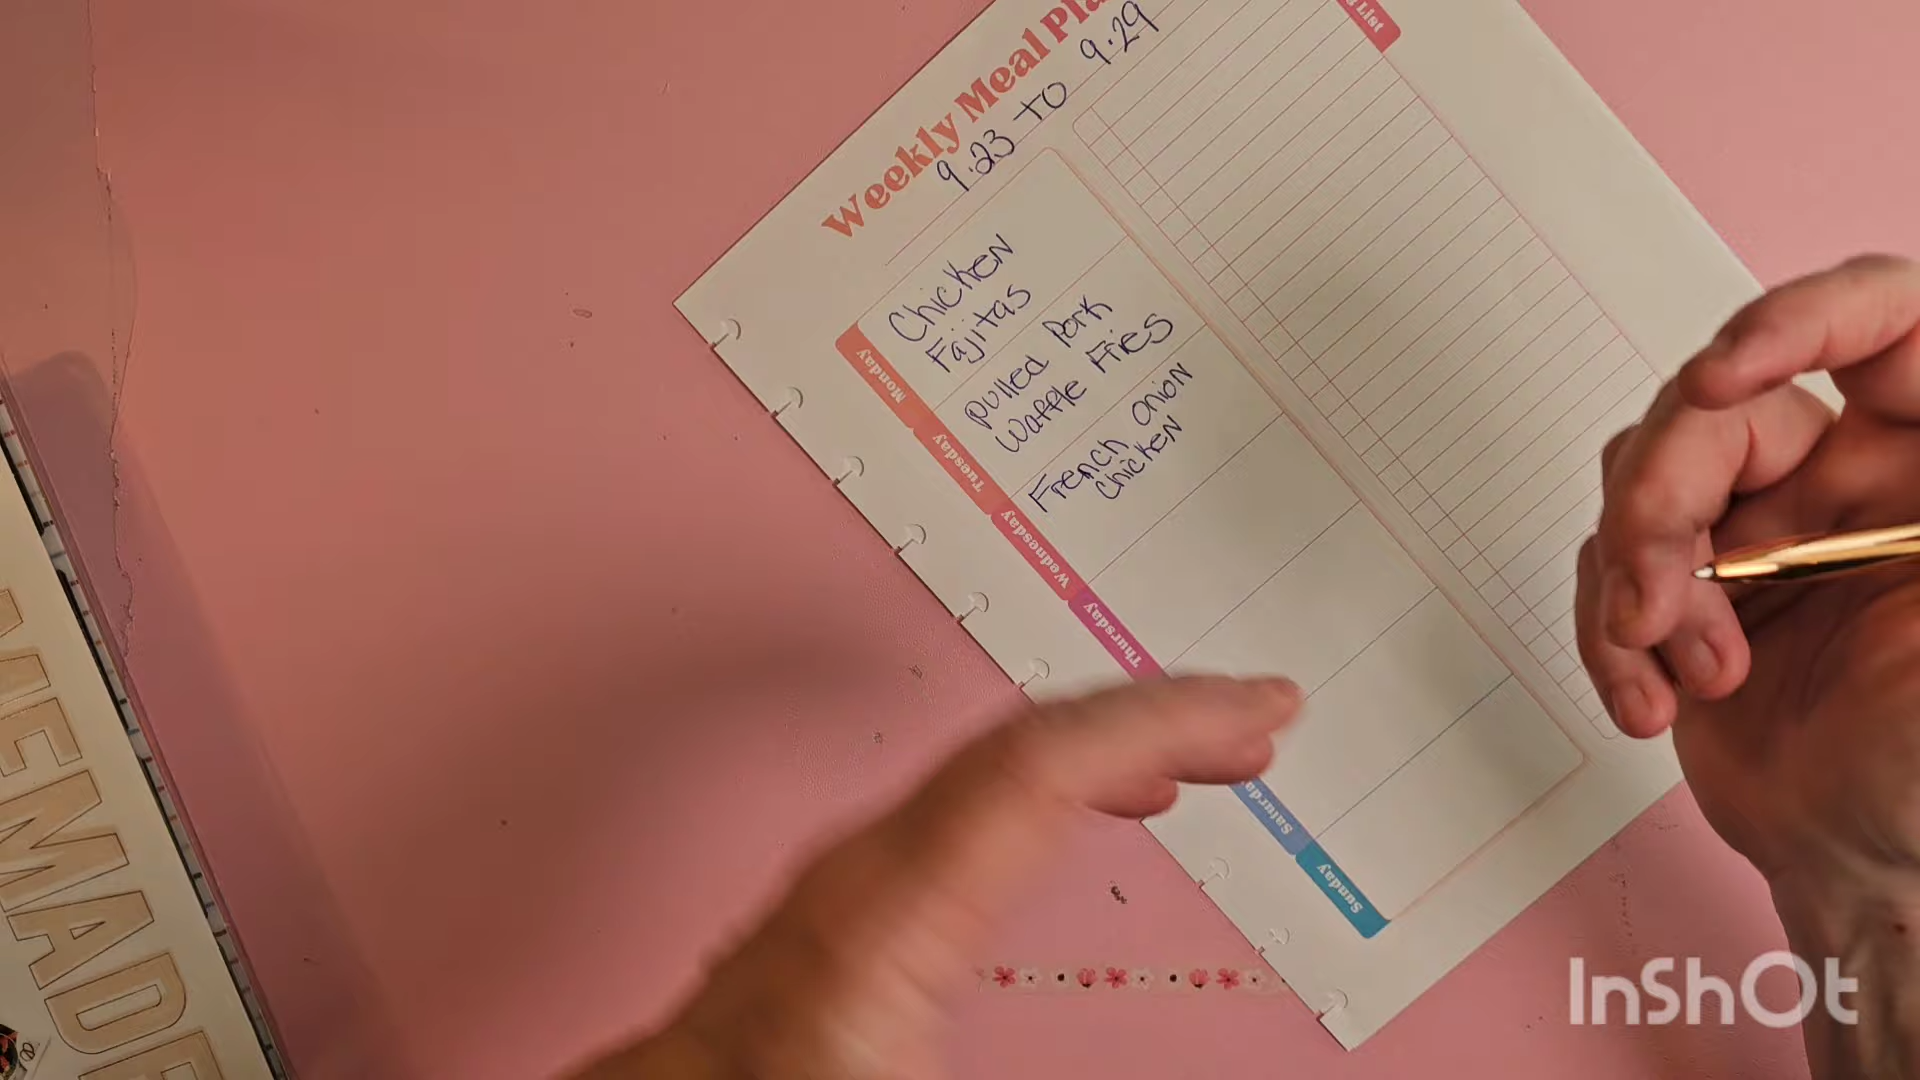 Weekly Meal
9.23 to 9.29
List
Monday
Chicken
Fajitas
Tuesday
pulled Pork
Waffle Fries
Wednesday
French Onion
Chicken
Thursday
Saturday
Sunday
InShOt